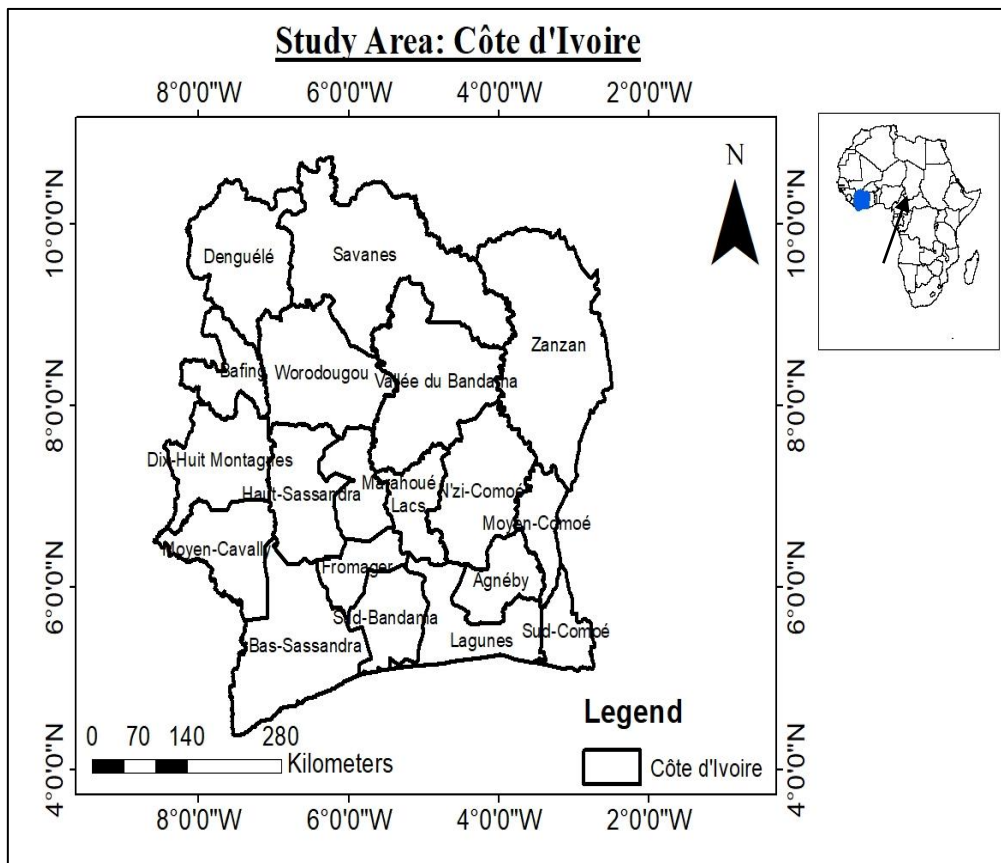 Study Area: Côte d'Ivoire
8°0'0"W 6°0'0"W 4°0'0"W 2°0'0"W
N
10°0'0"N
10°0'0"N
Denguélé
Savanes
Zanzan
Bafing
Worodougou
Vallée du Bandama
8°0'0"N
8°0'0"N
Dix-Huit Montagnes
Haut-Sassandra
Marahoué
Lacs
N'zi-Comoé
Moyen-Comoé
Moyen-Cavally
Fromager
Agnéby
6°0'0"N
6°0'0"N
Sud-Bandama
Lagunes
Sud-Comoé
Bas-Sassandra
Legend
Côte d'Ivoire
0 70 140 280
Kilometers
4°0'0"N
4°0'0"N
8°0'0"W 6°0'0"W 4°0'0"W 2°0'0"W